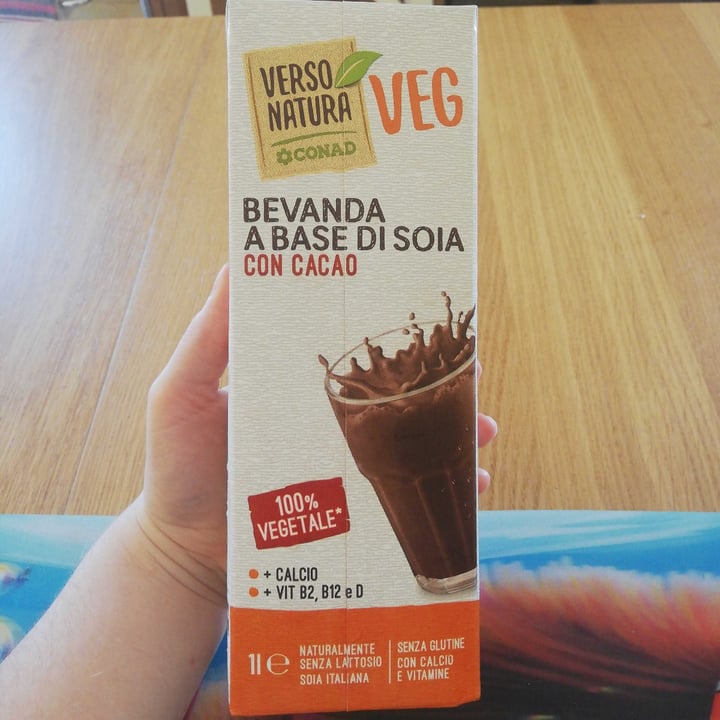 VERSO
NATURA
CONAD
VEG
BEVANDA
A BASE DI SOIA
CON CACAO
100%
VEGETALE*
+ CALCIO
+ VIT B2, B12 e D
1l e
NATURALMENTE
SENZA LATTOSIO
SOIA ITALIANA
SENZA GLUTINE
CON CALCIO
E VITAMINE